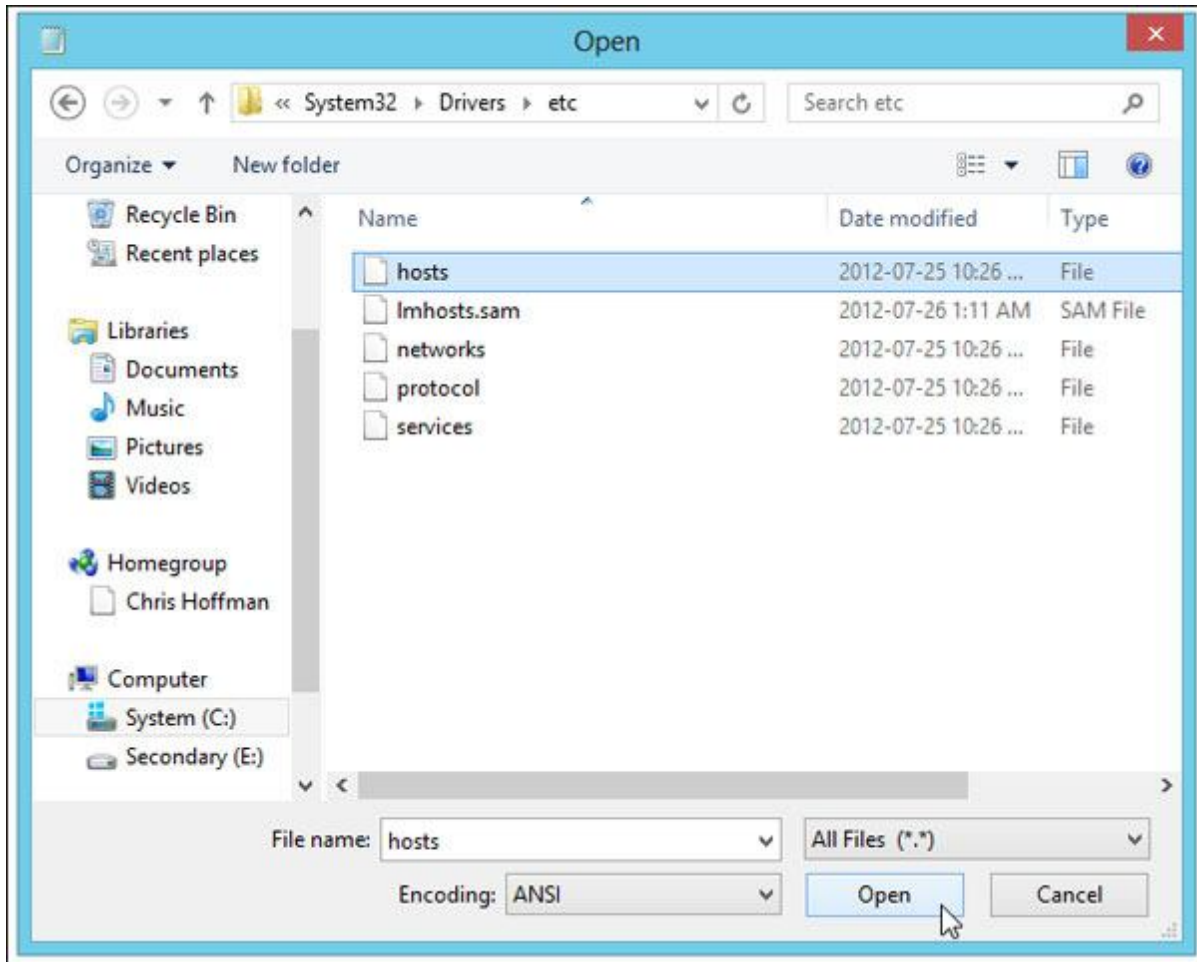 Open
« System32 ▸ Drivers ▸ etc
Search etc
Organize
New folder
Recycle Bin
Recent places
Libraries
Documents
Music
Pictures
Videos
Homegroup
Chris Hoffman
Computer
System (C:)
Secondary (E:)
Name Date modified Type
hosts 2012-07-25 10:26 ... File
lmhosts.sam 2012-07-26 1:11 AM SAM File
networks 2012-07-25 10:26 ... File
protocol 2012-07-25 10:26 ... File
services 2012-07-25 10:26 ... File
File name: hosts All Files (*.*)
Encoding: ANSI Open Cancel